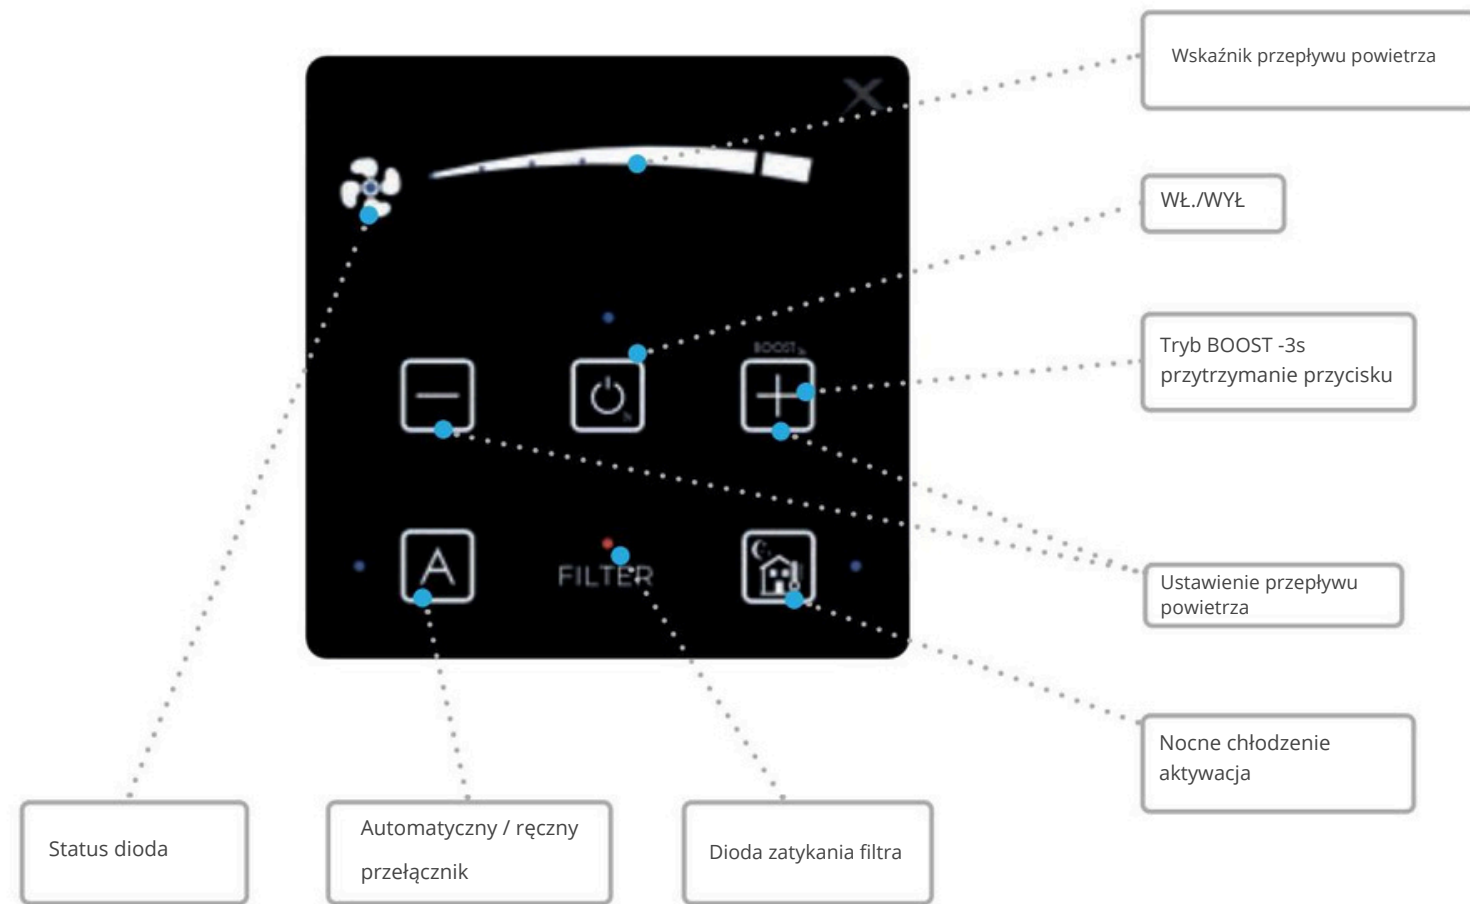 Wskaźnik przepływu powietrza
WŁ./WYŁ
BOOST
Tryb BOOST -3s
przytrzymanie przycisku
A
FILTER
Ustawienie przepływu
powietrza
Nocne chłodzenie
aktywacja
Status dioda
Automatyczny / ręczny
przełącznik
Dioda zatykania filtra